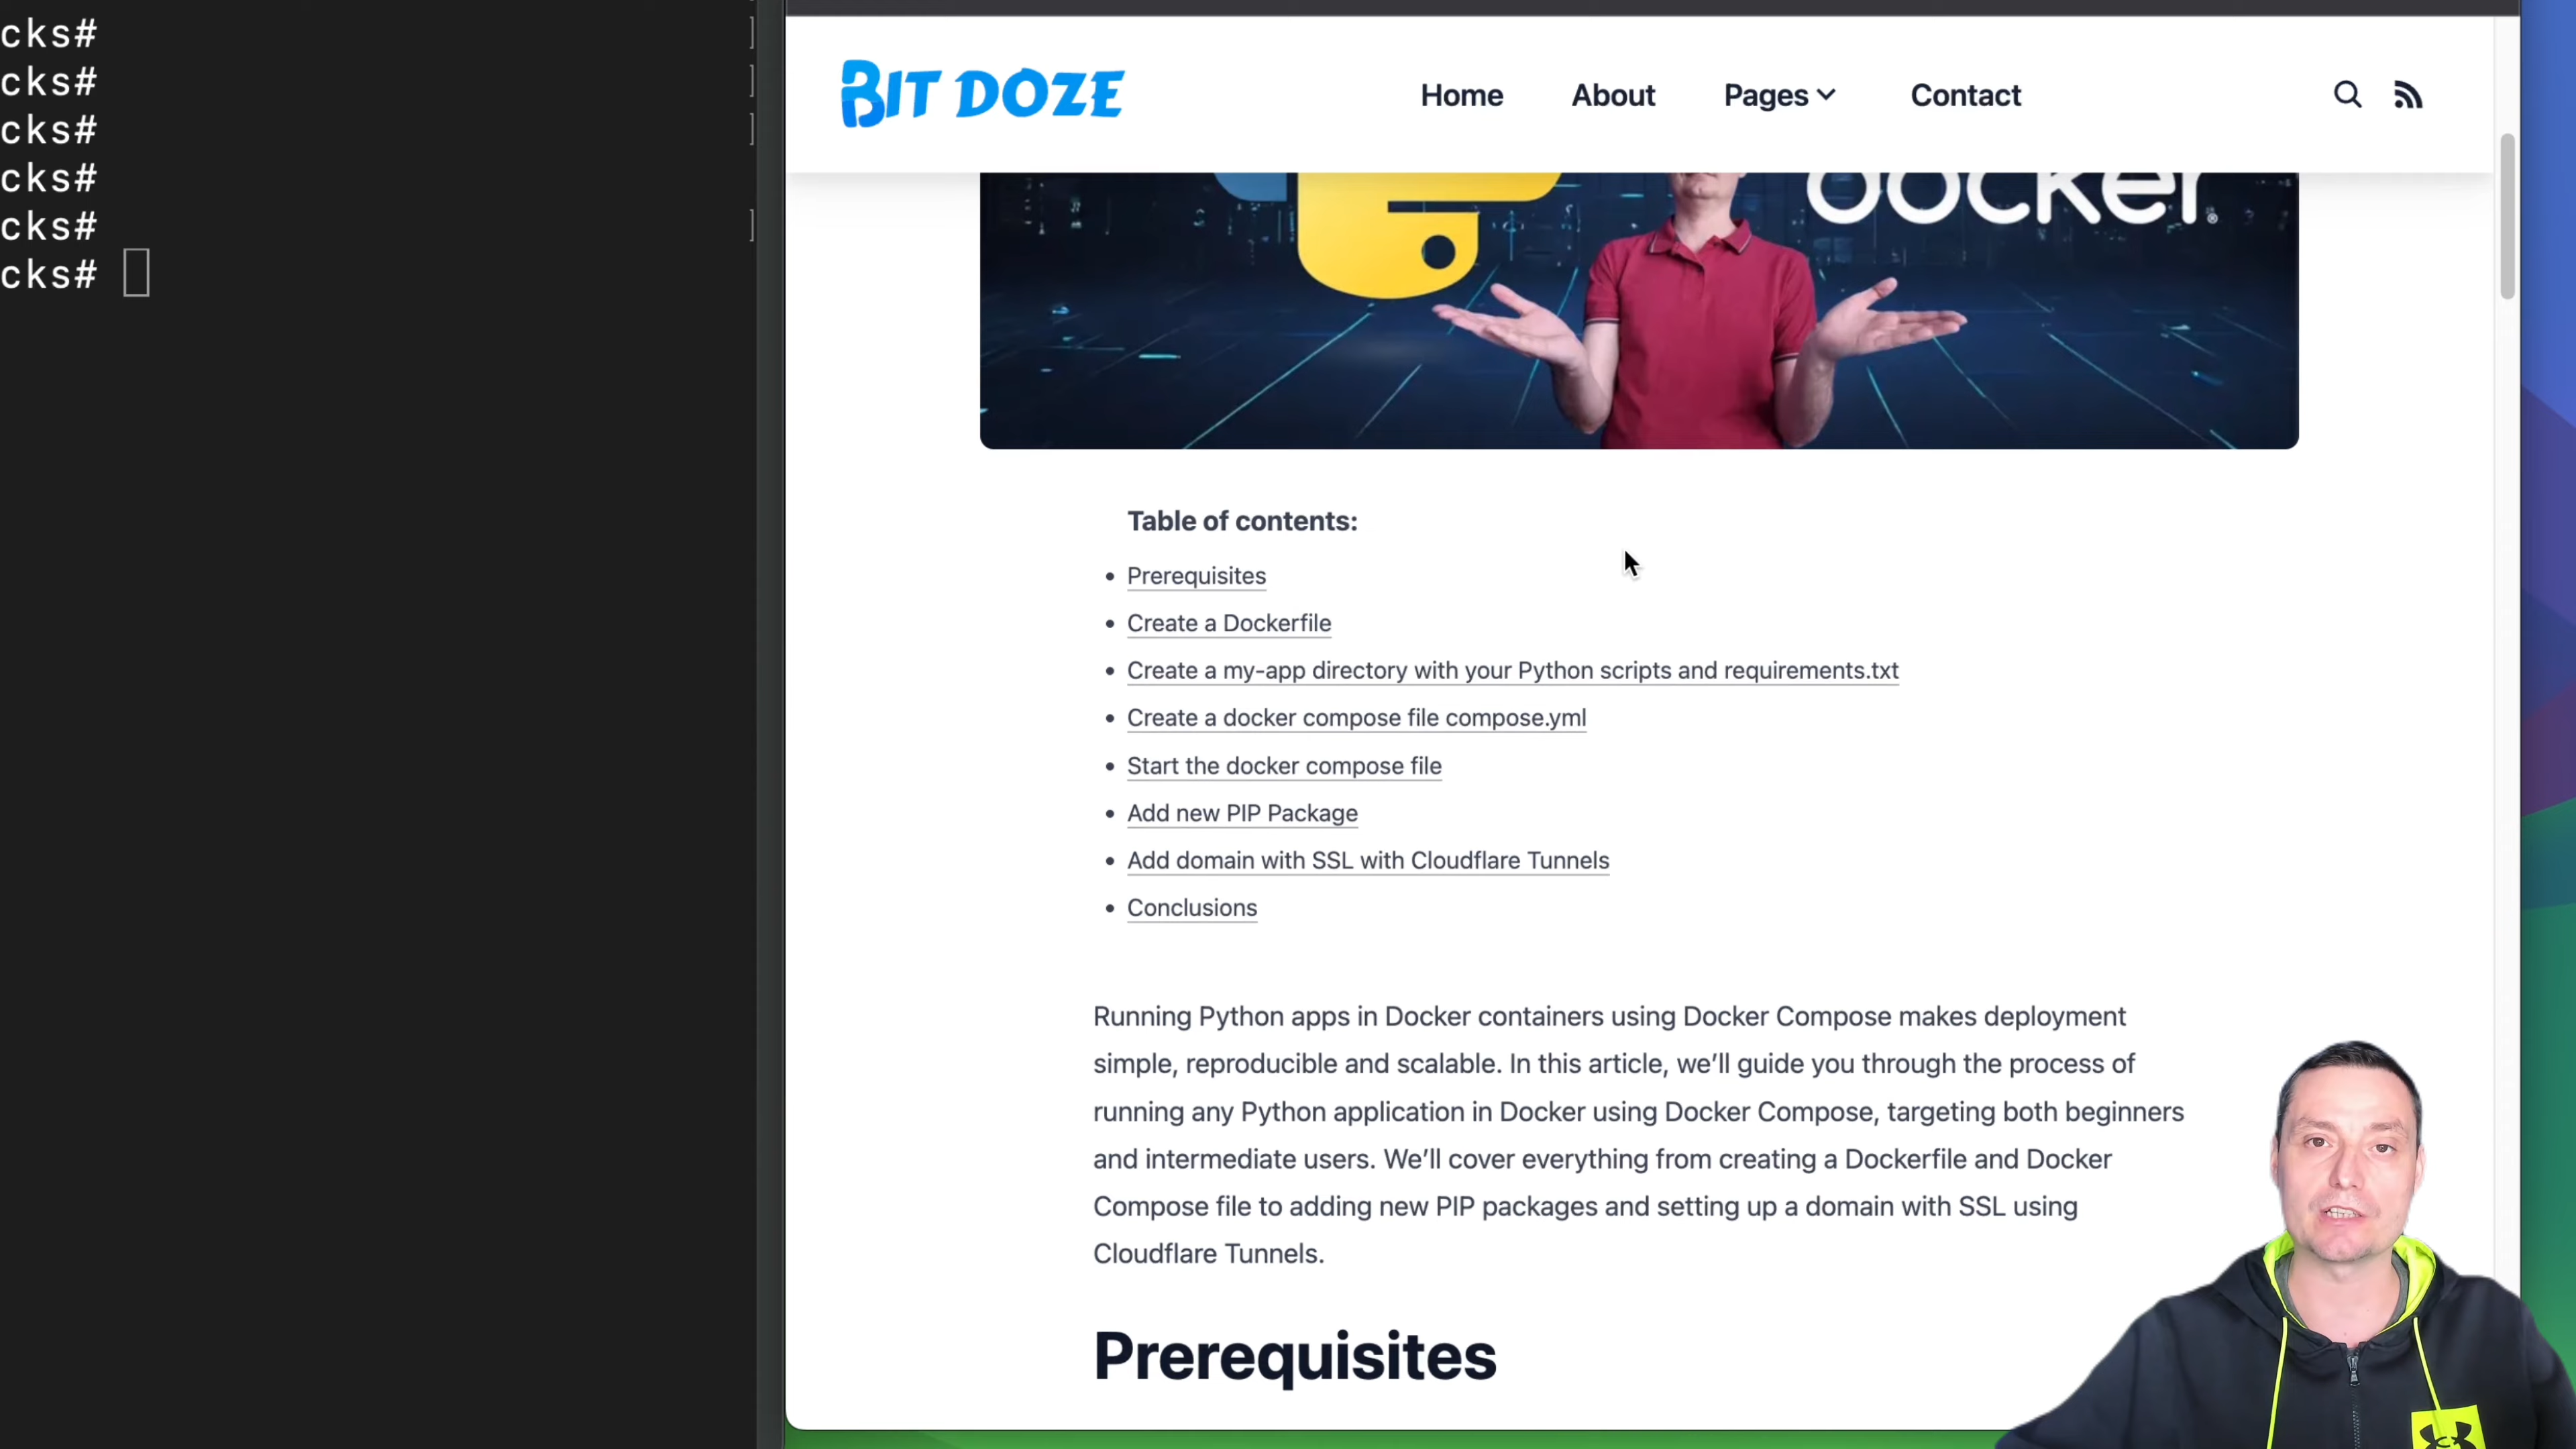 cks#
cks#
cks#
cks#
cks#
cks#
BIT DOZE
Home
About
Pages
Contact
docker
Table of contents:
Prerequisites
Create a Dockerfile
Create a my-app directory with your Python scripts and requirements.txt
Create a docker compose file compose.yml
Start the docker compose file
Add new PIP Package
Add domain with SSL with Cloudflare Tunnels
Conclusions
Running Python apps in Docker containers using Docker Compose makes deployment
simple, reproducible and scalable. In this article, we’ll guide you through the process of
running any Python application in Docker using Docker Compose, targeting both beginners
and intermediate users. We’ll cover everything from creating a Dockerfile and Docker
Compose file to adding new PIP packages and setting up a domain with SSL using
Cloudflare Tunnels.
Prerequisites